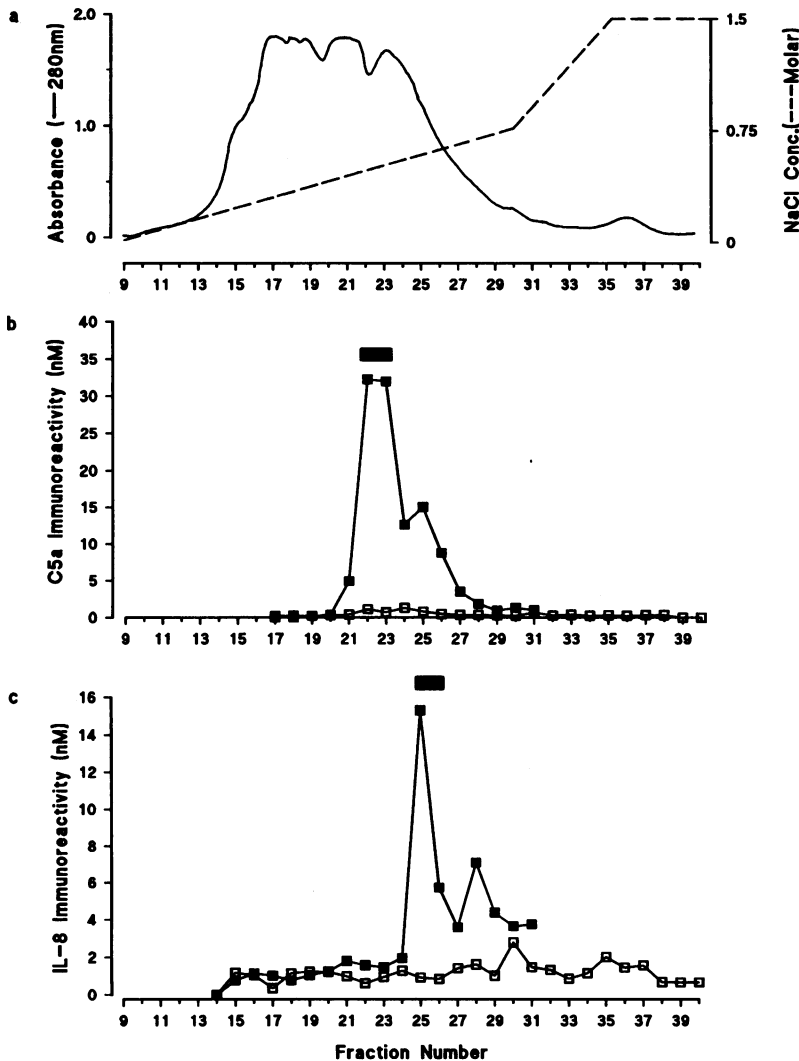 a
Absorbance (—280nm)
2.0
1.0
0
NaCl Conc.(---Molar)
1.5
0.75
0
9 11 13 15 17 19 21 23 25 27 29 31 33 35 37 39
b
C5a Immunoreactivity (nM)
40
35
30
25
20
15
10
5
0
9 11 13 15 17 19 21 23 25 27 29 31 33 35 37 39
c
IL-8 Immunoreactivity (nM)
16
14
12
10
8
6
4
2
0
9 11 13 15 17 19 21 23 25 27 29 31 33 35 37 39
Fraction Number